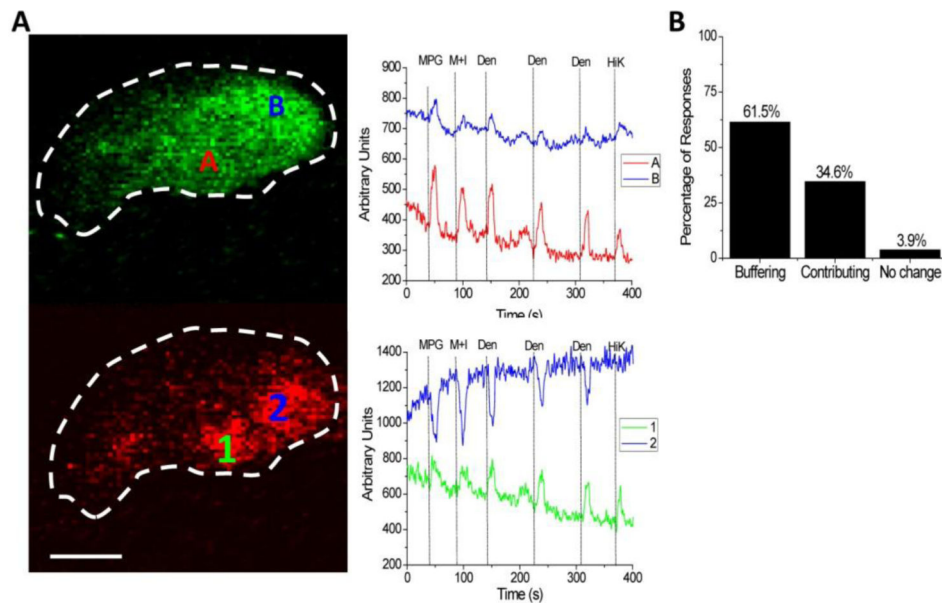 A
B
A
MPG M+I Den Den Den HiK
900
800
700
600
500
400
300
200
Arbitrary Units
A
B
0 100 200 300 400
Time (s)
1
2
MPG M+I Den Den Den HiK
1400
1200
1000
800
600
400
200
Arbitrary Units
1
2
0 100 200 300 400
Time (s)
B
Percentage of Responses
100
75
50
25
0
61.5%
34.6%
3.9%
Buffering Contributing No change